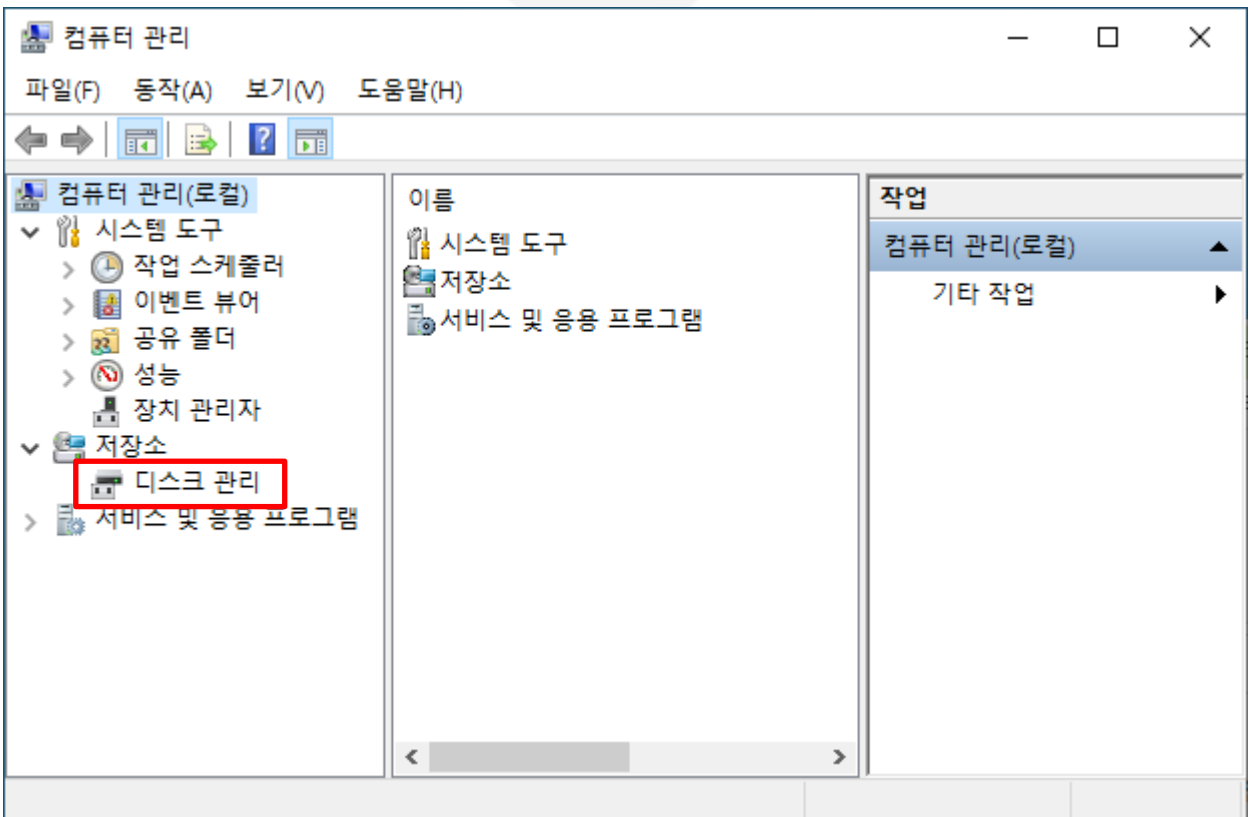 컴퓨터 관리
파일(F) 동작(A) 보기(V) 도움말(H)
컴퓨터 관리(로컬)
시스템 도구
작업 스케줄러
이벤트 뷰어
공유 폴더
성능
장치 관리자
저장소
디스크 관리
서비스 및 응용 프로그램
이름
시스템 도구
저장소
서비스 및 응용 프로그램
작업
컴퓨터 관리(로컬)
기타 작업